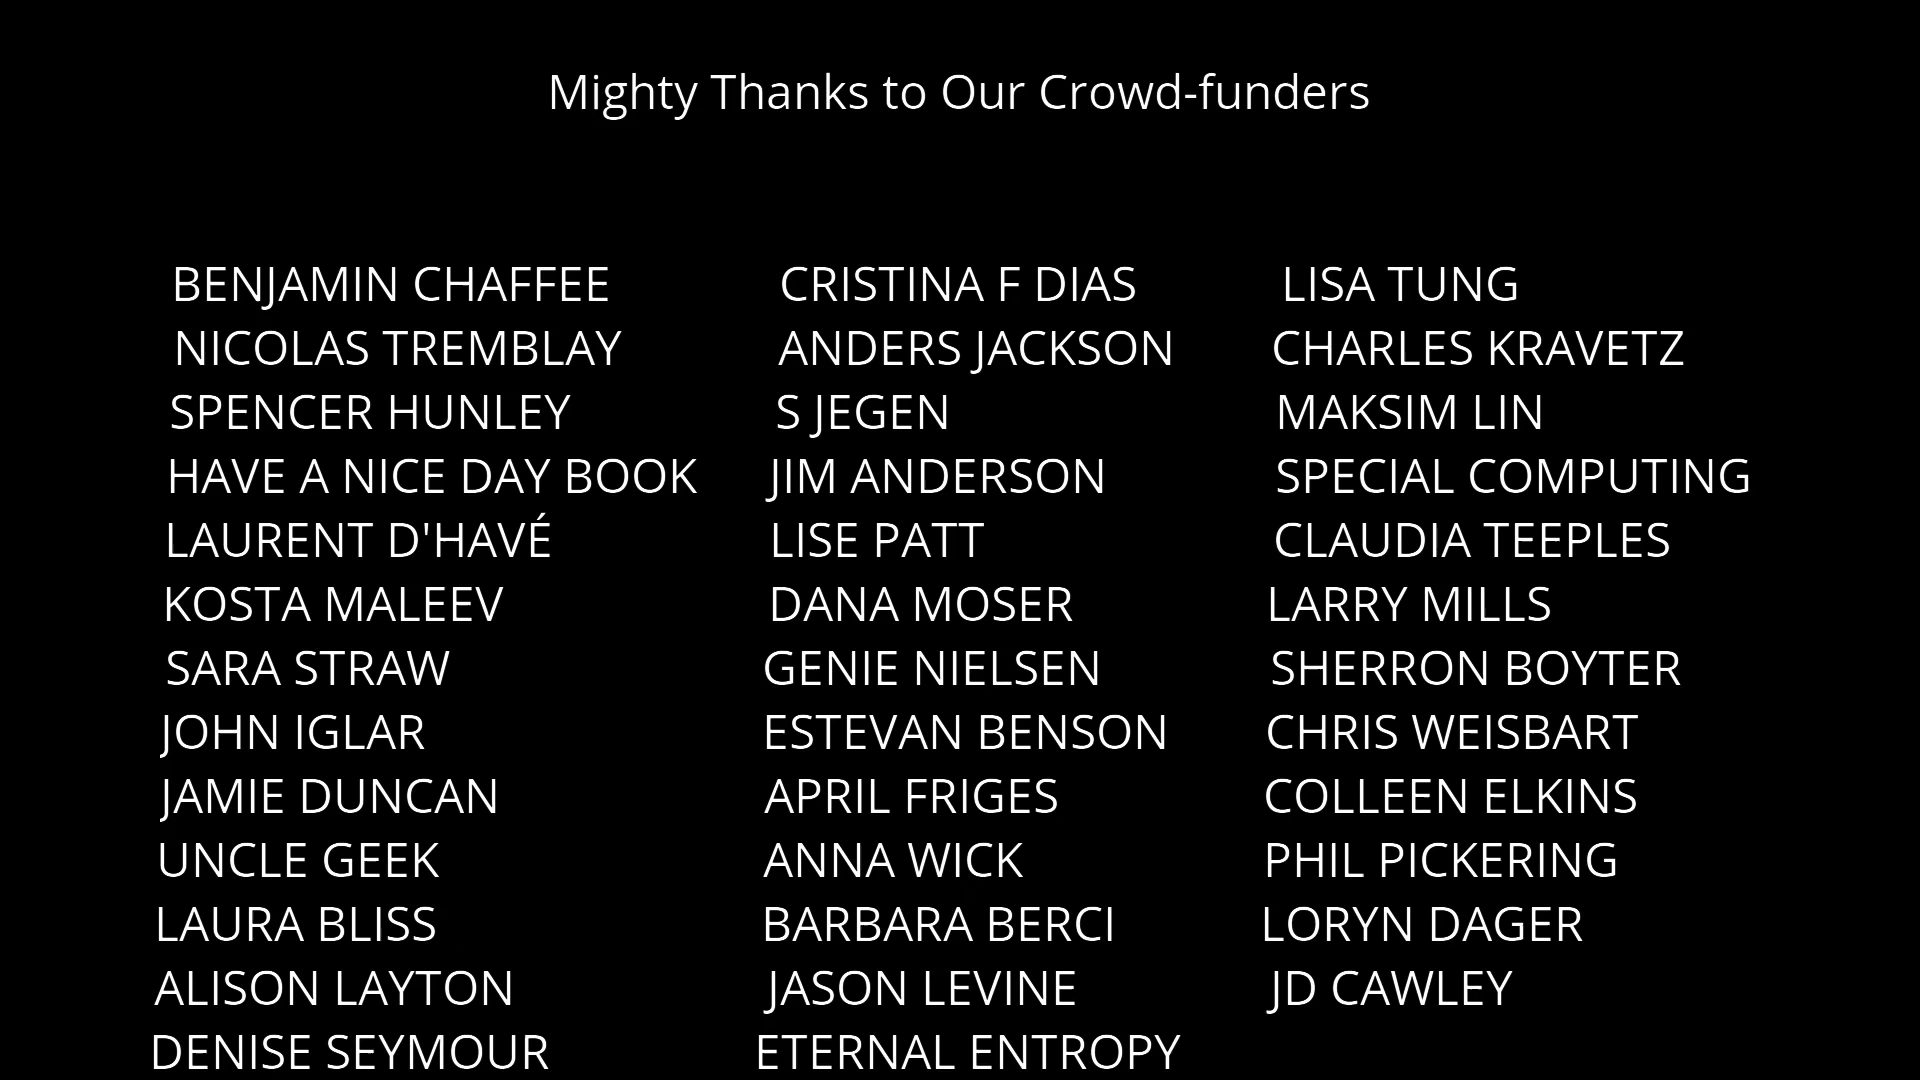 Mighty Thanks to Our Crowd-funders
BENJAMIN CHAFFEE
NICOLAS TREMBLAY
SPENCER HUNLEY
HAVE A NICE DAY BOOK
LAURENT D'HAVÉ
KOSTA MALEEV
SARA STRAW
JOHN IGLAR
JAMIE DUNCAN
UNCLE GEEK
LAURA BLISS
ALISON LAYTON
DENISE SEYMOUR
CRISTINA F DIAS
ANDERS JACKSON
S JEGEN
JIM ANDERSON
LISE PATT
DANA MOSER
GENIE NIELSEN
ESTEVAN BENSON
APRIL FRIGES
ANNA WICK
BARBARA BERCI
JASON LEVINE
ETERNAL ENTROPY
LISA TUNG
CHARLES KRAVETZ
MAKSIM LIN
SPECIAL COMPUTING
CLAUDIA TEEPLES
LARRY MILLS
SHERRON BOYTER
CHRIS WEISBART
COLLEEN ELKINS
PHIL PICKERING
LORYN DAGER
JD CAWLEY